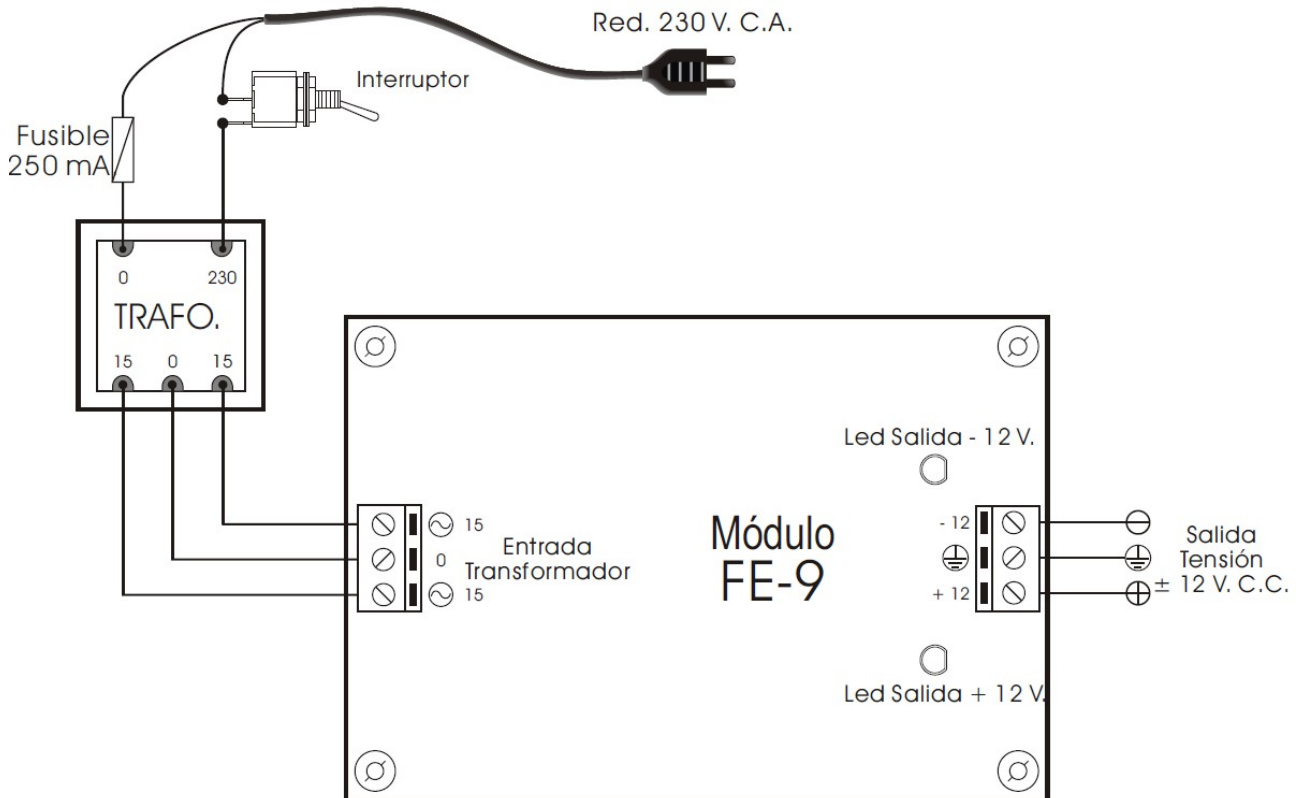 Red. 230 V. C.A.
Interruptor
Fusible
250 mA
0
230
TRAFO.
15 0 15
Led Salida - 12 V.
15
0
15
Entrada
Transformador
Módulo
FE-9
- 12
+ 12
Salida
Tensión
± 12 V. C.C.
Led Salida + 12 V.